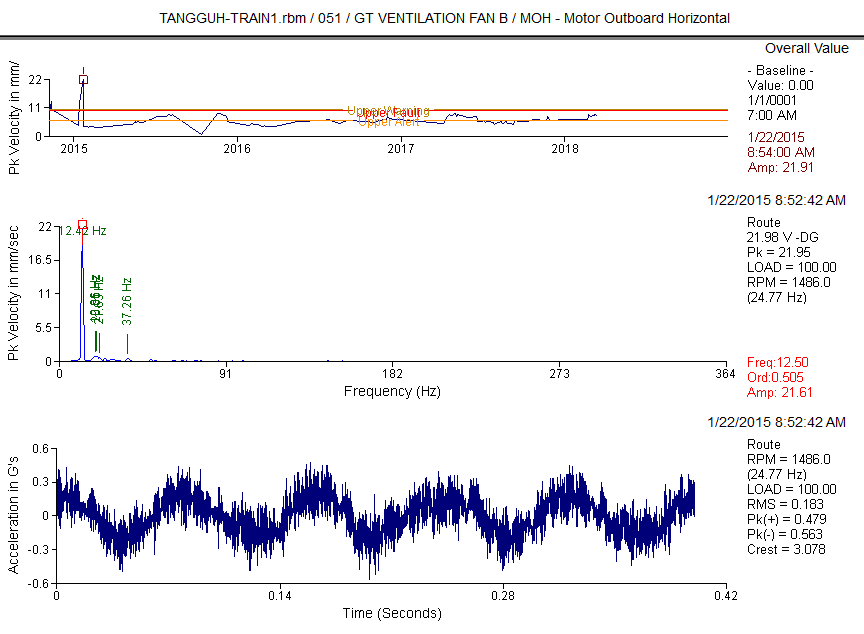 TANGGUH-TRAIN1.rbm / 051 / GT VENTILATION FAN B / MOH - Motor Outboard Horizontal
Overall Value
- Baseline -
Value: 0.00
1/1/0001
7:00 AM
1/22/2015
8:54:00 AM
Amp: 21.91
Pk Velocity in mm/
22
11
0
Upper Warning
Upper Fault
Upper Alert
2015
2016
2017
2018
1/22/2015 8:52:42 AM
Route
21.98 V -DG
Pk = 21.95
LOAD = 100.00
RPM = 1486.0
(24.77 Hz)
Freq:12.50
Ord:0.505
Amp: 21.61
Pk Velocity in mm/sec
22
16.5
11
5.5
0
12.42 Hz
37.26 Hz
0
91
182
273
364
Frequency (Hz)
1/22/2015 8:52:42 AM
Route
RPM = 1486.0
(24.77 Hz)
LOAD = 100.00
RMS = 0.183
Pk(+) = 0.479
Pk(-) = 0.563
Crest = 3.078
Acceleration in G's
0.6
0.3
0
-0.3
-0.6
0
0.14
0.28
0.42
Time (Seconds)